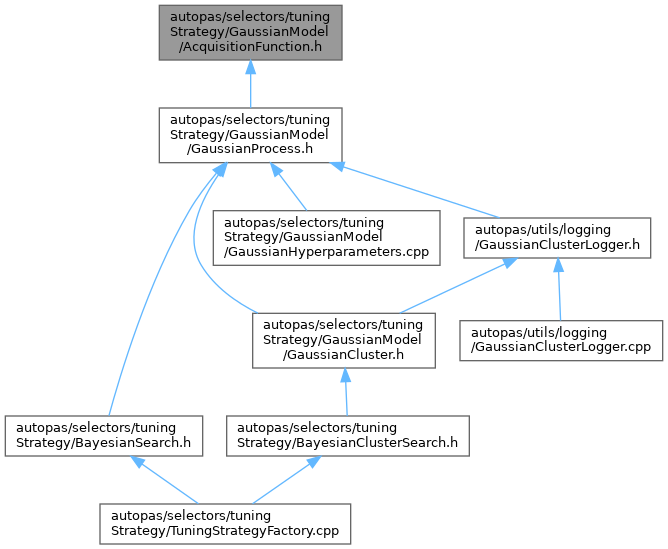 autopas/selectors/tuning
Strategy/GaussianModel
/AcquisitionFunction.h
autopas/selectors/tuning
Strategy/GaussianModel
/GaussianProcess.h
autopas/selectors/tuning
Strategy/GaussianModel
/GaussianHyperparameters.cpp
autopas/utils/logging
/GaussianClusterLogger.h
autopas/selectors/tuning
Strategy/GaussianModel
/GaussianCluster.h
autopas/utils/logging
/GaussianClusterLogger.cpp
autopas/selectors/tuning
Strategy/BayesianSearch.h
autopas/selectors/tuning
Strategy/BayesianClusterSearch.h
autopas/selectors/tuning
Strategy/TuningStrategyFactory.cpp